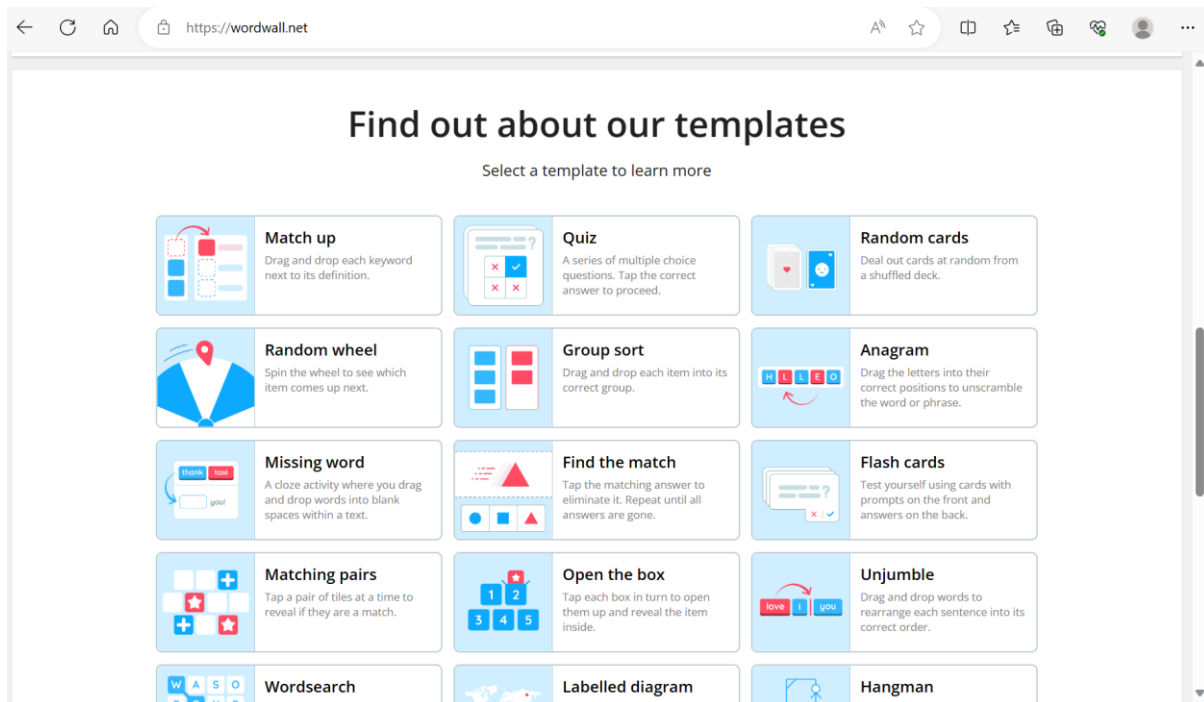 https://wordwall.net
Find out about our templates
Select a template to learn more
Match up
Drag and drop each keyword
next to its definition.
?
Quiz
A series of multiple choice
questions. Tap the correct
answer to proceed.
Random cards
Deal out cards at random from
a shuffled deck.
Random wheel
Spin the wheel to see which
item comes up next.
Group sort
Drag and drop each item into its
correct group.
H L L E O
Anagram
Drag the letters into their
correct positions to unscramble
the word or phrase.
thank taxi
you!
Missing word
A cloze activity where you drag
and drop words into blank
spaces within a text.
Find the match
Tap the matching answer to
eliminate it. Repeat until all
answers are gone.
?
Flash cards
Test yourself using cards with
prompts on the front and
answers on the back.
Matching pairs
Tap a pair of tiles at a time to
reveal if they are a match.
1 2
3 4 5
Open the box
Tap each box in turn to open
them up and reveal the item
inside.
love I you
Unjumble
Drag and drop words to
rearrange each sentence into its
correct order.
W A S O
Wordsearch
Labelled diagram
Hangman